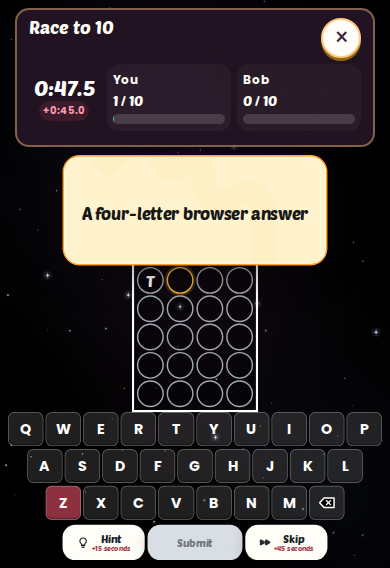 Race to 10
×
0:47.5
+0:45.0
You
1 / 10
Bob
0 / 10
A four-letter browser answer
T
Q W E R T Y U I O P
A S D F G H J K L
Z X C V B N M
Hint
+15 seconds
Submit
Skip
+45 seconds